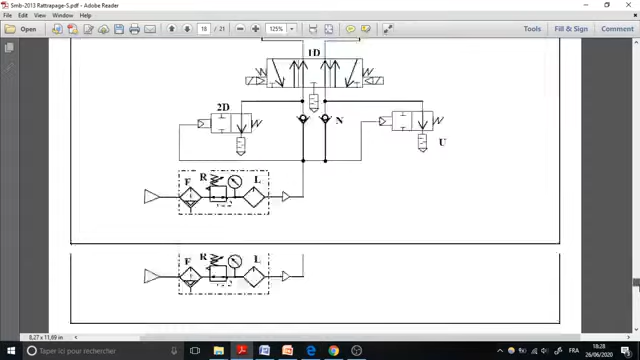 Smb-2013 Rattrapage-S.pdf - Adobe Reader
File Edit View Window Help
Open 18 / 21 125% Tools Fill & Sign Comment
1D
2D
N
U
F R L
F R L
8,27 x 11,69 in
Taper ici pour rechercher
FRA
18:28
26/06/2020